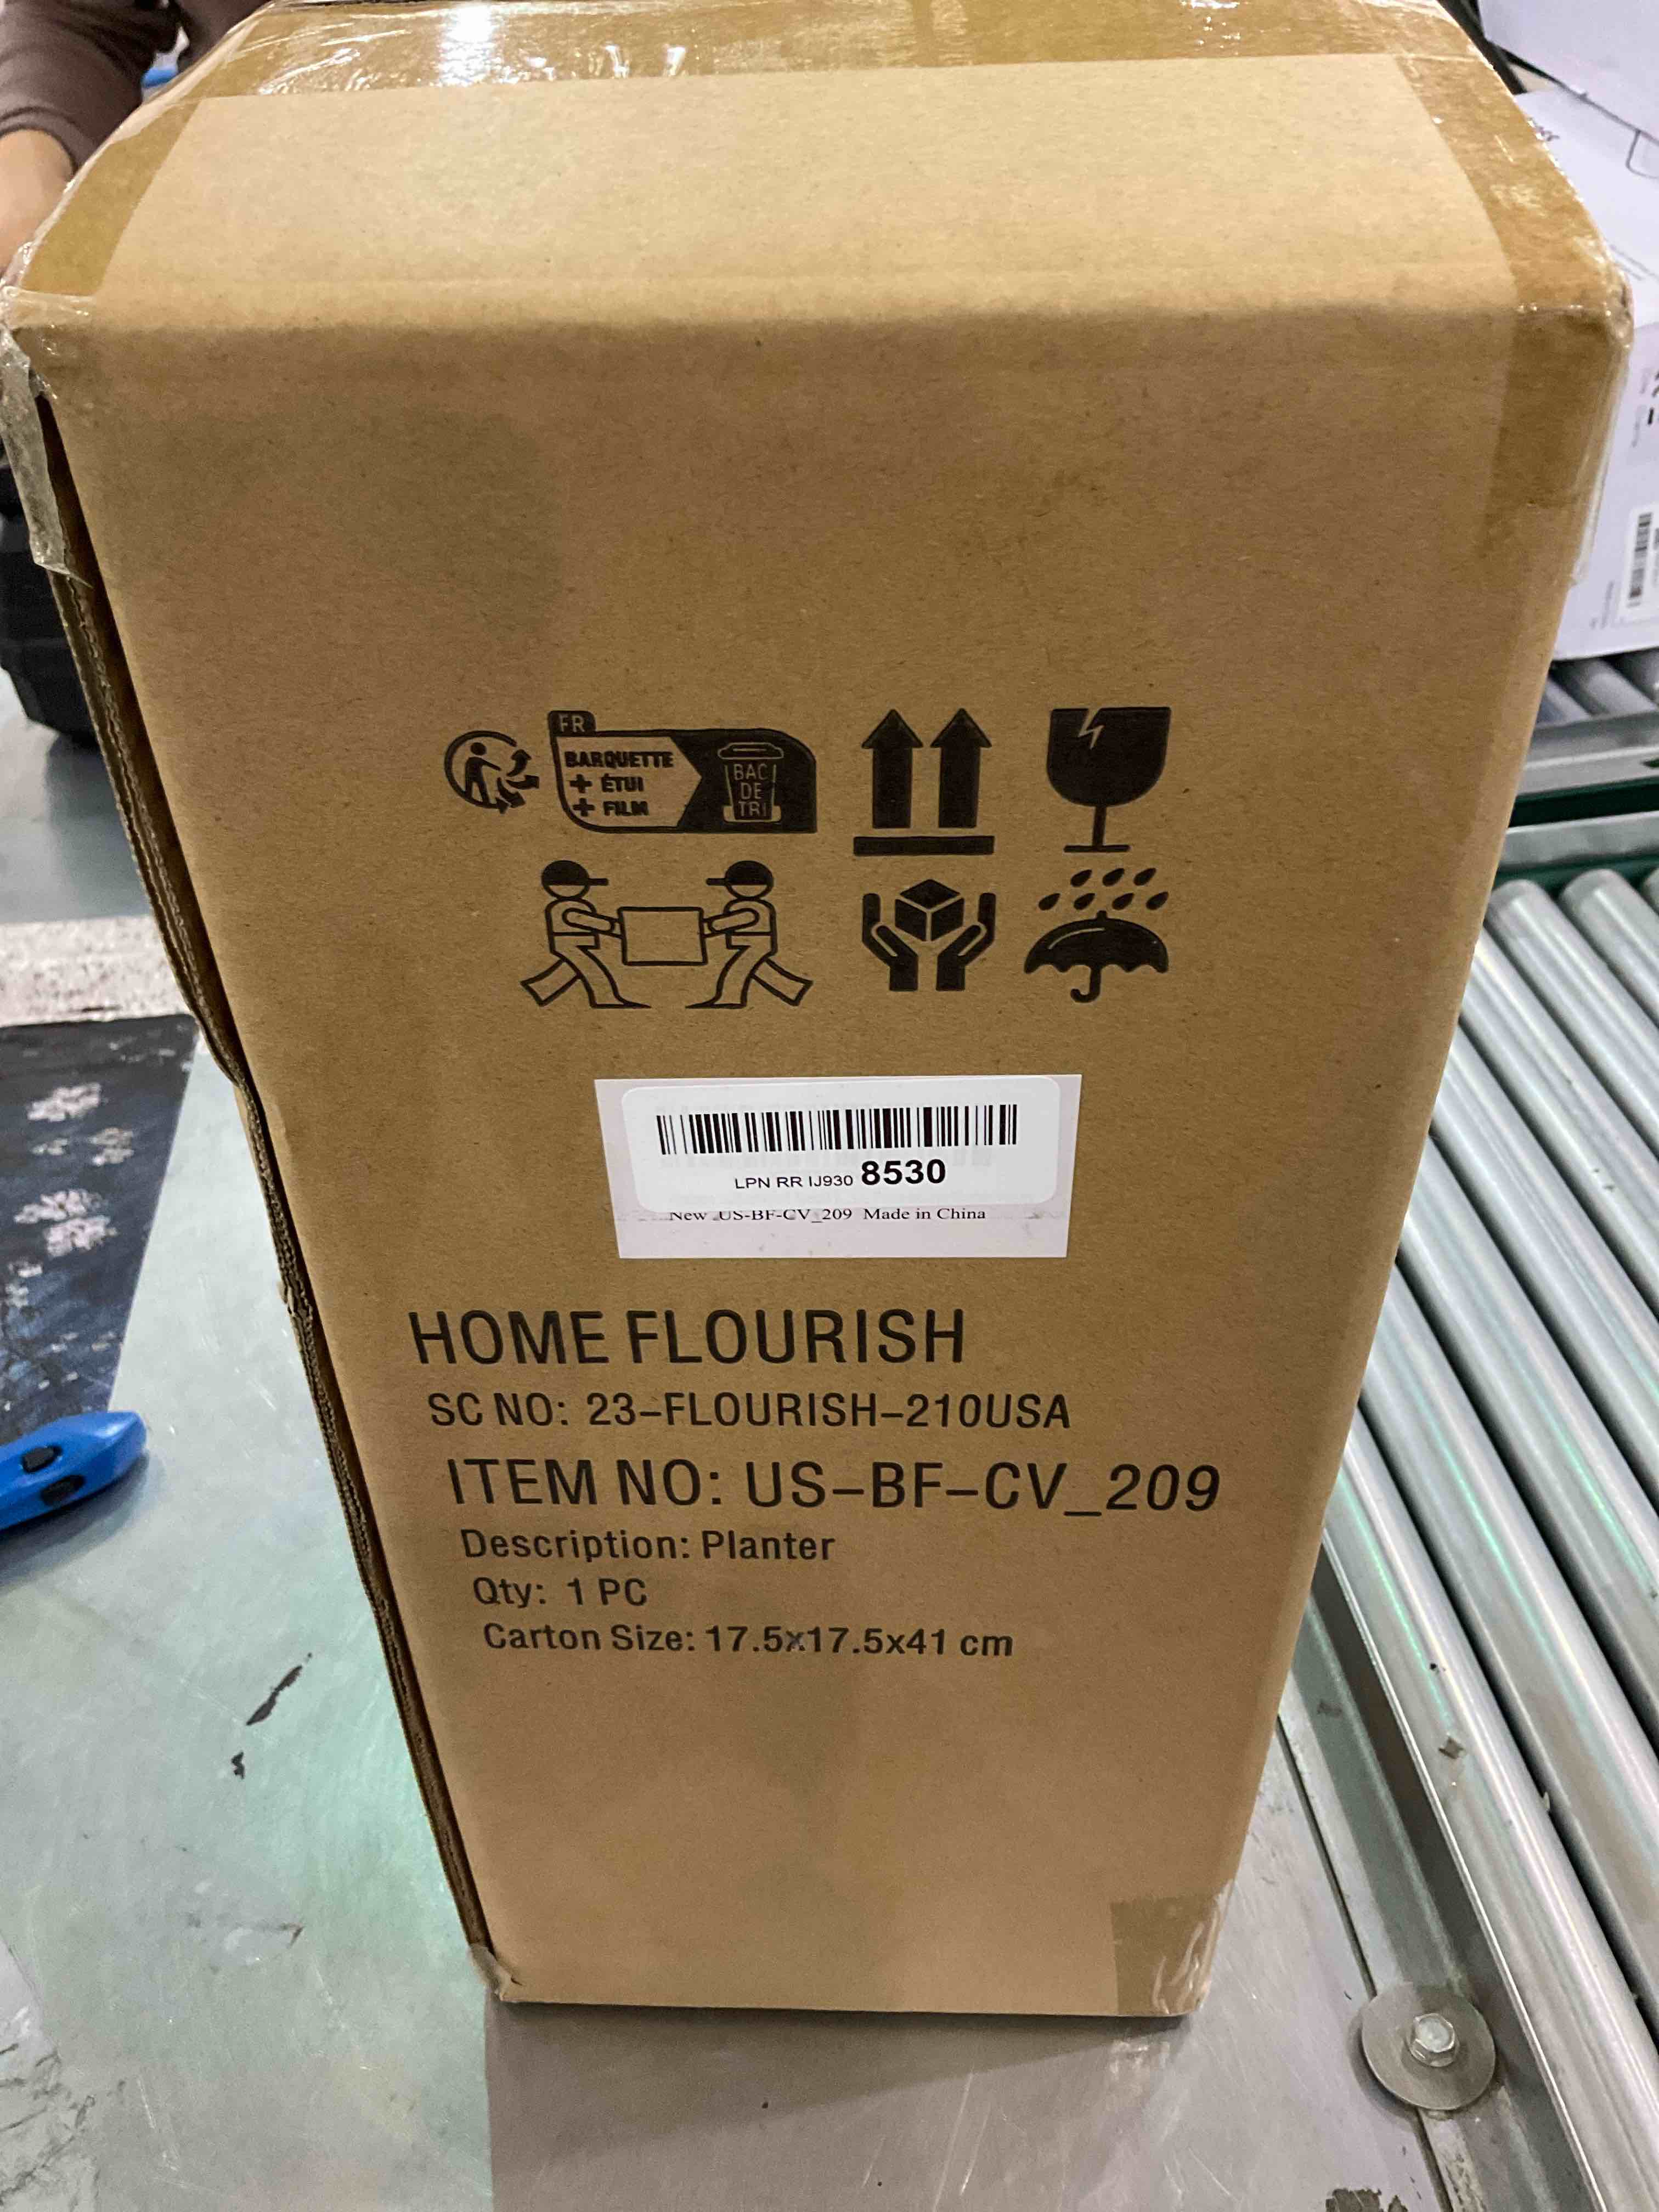 FR
BARQUETTE
+ ÉTUI
+ FILM
BAC
DE
TRI
LPN RR IJ930 8530
New US-BF-CV_209 Made in China
HOME FLOURISH
SC NO: 23-FLOURISH-210USA
ITEM NO: US-BF-CV_209
Description: Planter
Qty: 1 PC
Carton Size: 17.5x17.5x41 cm